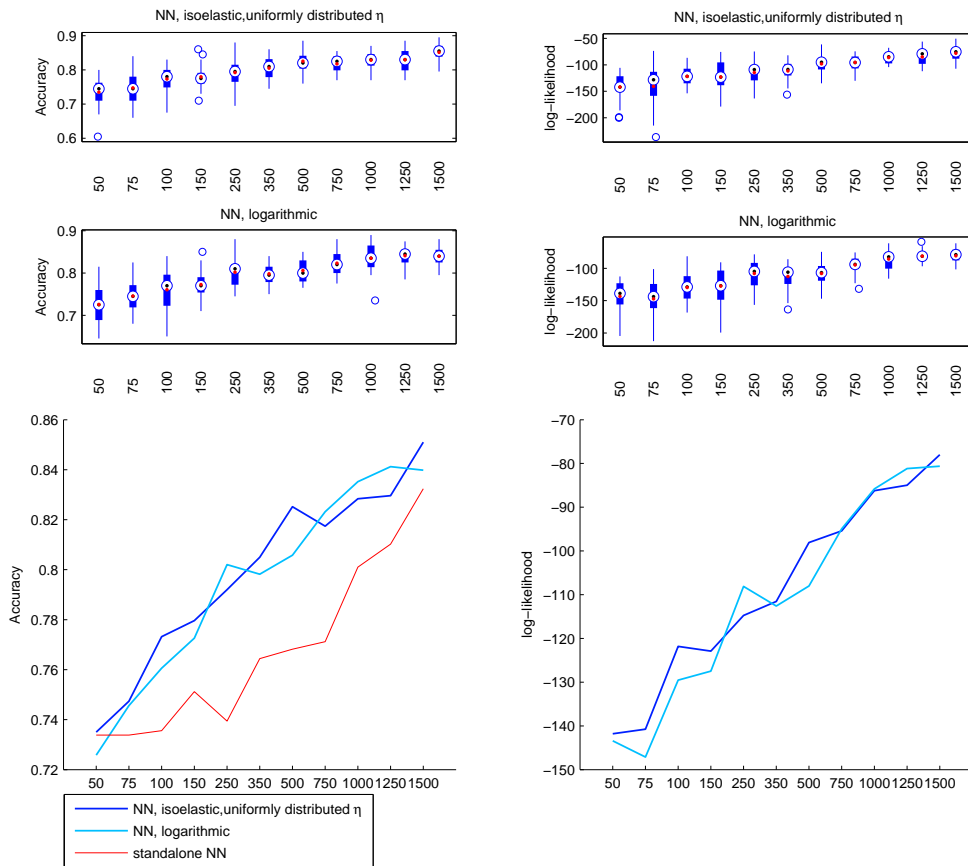 NN, isoelastic,uniformly distributed η
Accuracy
0.9
0.8
0.7
0.6
50 75 100 150 250 350 500 750 1000 1250 1500
NN, isoelastic,uniformly distributed η
log−likelihood
−50
−100
−150
−200
50 75 100 150 250 350 500 750 1000 1250 1500
NN, logarithmic
Accuracy
0.9
0.8
0.7
50 75 100 150 250 350 500 750 1000 1250 1500
NN, logarithmic
log−likelihood
−100
−150
−200
50 75 100 150 250 350 500 750 1000 1250 1500
Accuracy
0.86
0.84
0.82
0.8
0.78
0.76
0.74
0.72
50 75 100 150 250 350 500 750 1000 1250 1500
NN, isoelastic,uniformly distributed η
NN, logarithmic
standalone NN
log−likelihood
−70
−80
−90
−100
−110
−120
−130
−140
−150
50 75 100 150 250 350 500 750 1000 1250 1500